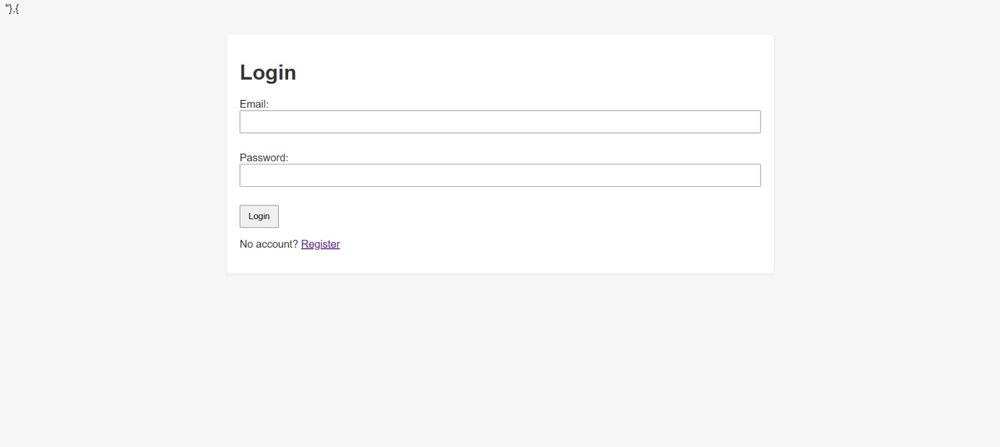 "},{
Login
Email:
Password:
Login
No account? Register